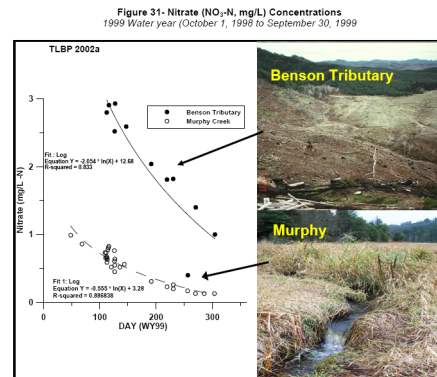 Figure 31- Nitrate (NO₃-N, mg/L) Concentrations
1999 Water year (October 1, 1998 to September 30, 1999
TLBP 2002a
Benson Tributary
Murphy Creek
Fit : Log
Equation Y = -2.054 * ln(X) + 12.68
R-squared = 0.833
Fit 1: Log
Equation Y = -0.555 * ln(X) + 3.28
R-squared = 0.886838
Nitrate (mg/L -N)
3
2
1
0
0
100
200
300
DAY (WY99)
Benson Tributary
Murphy